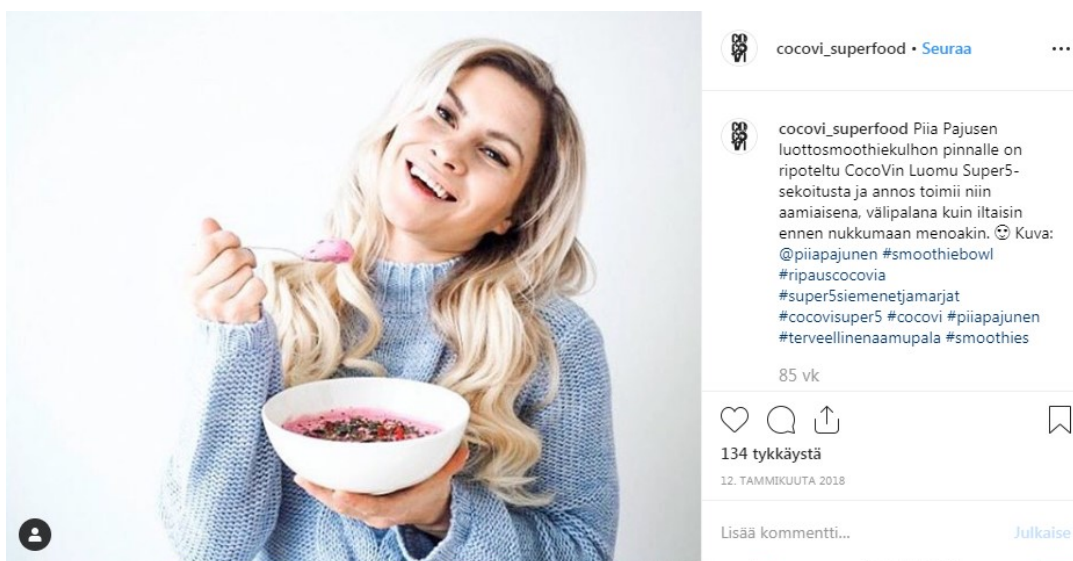 COCOVI
cocovi_superfood • Seuraa
COCOVI
cocovi_superfood Piia Pajusen
luottosmoothiekulhon pinnalle on
ripoteltu CocoVin Luomu Super5-
sekoitusta ja annos toimii niin
aamiaisena, välipalana kuin iltaisin
ennen nukkumaan menoakin. 🙂 Kuva:
@piiapajunen #smoothiebowl
#ripauscocovia
#super5siemenetjamarjat
#cocovisuper5 #cocovi #piiapajunen
#terveellinenaamupala #smoothies
85 vk
134 tykkäystä
12. TAMMIKUUTA 2018
Lisää kommentti... Julkaise